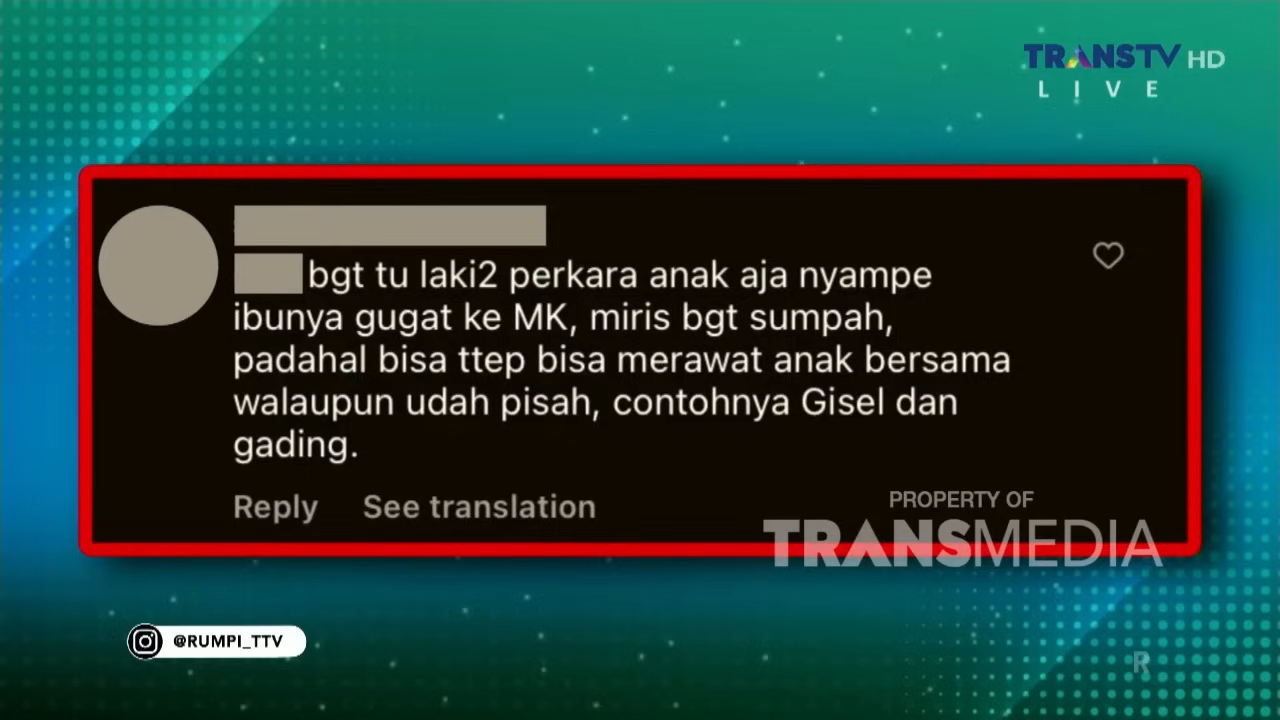 TRANSTV HD
LIVE
bgt tu laki2 perkara anak aja nyampe
ibunya gugat ke MK, miris bgt sumpah,
padahal bisa ttep bisa merawat anak bersama
walaupun udah pisah, contohnya Gisel dan
gading.
Reply See translation
PROPERTY OF
TRANSMEDIA
@RUMPI_TTV
R